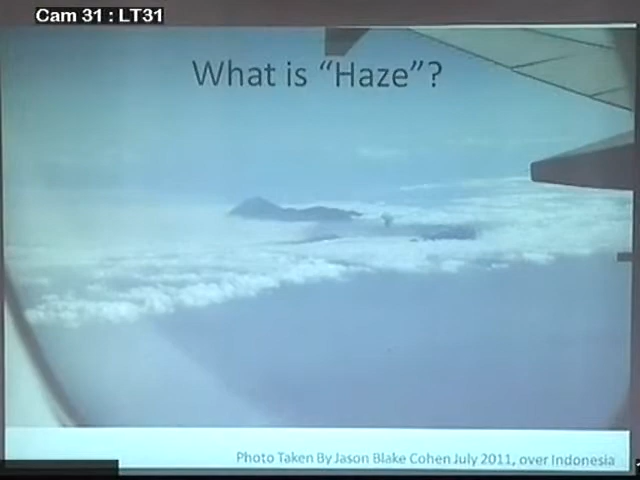 Cam 31 : LT31
What is “Haze”?
Photo Taken By Jason Blake Cohen July 2011, over Indonesia